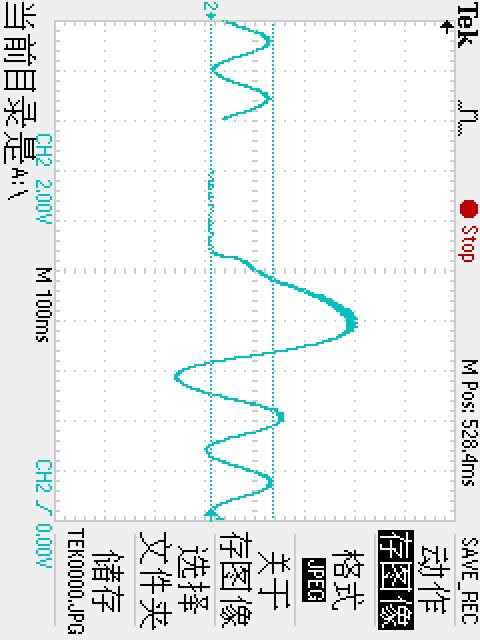 Tek
Stop
M Pos: 528.4ms
SAVE_REC
动作
存图像
格式
JPEG
关于
存图像
选择
文件夹
储存
TEK0000.JPG
2
CH2 2.00V
M 100ms
CH2 / 0.00V
当前目录是A:\